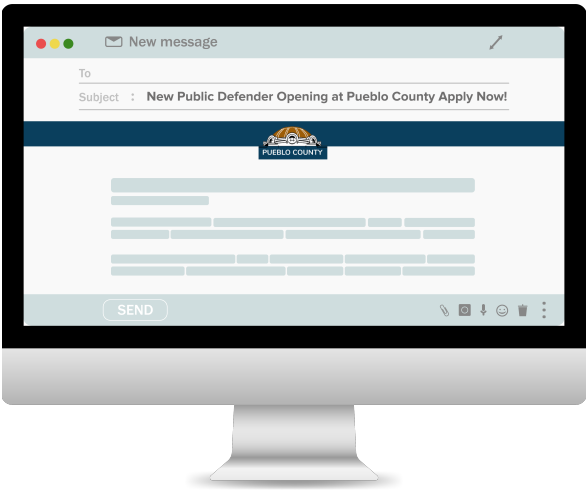 New message
To
Subject : New Public Defender Opening at Pueblo County Apply Now!
PUEBLO COUNTY
SEND